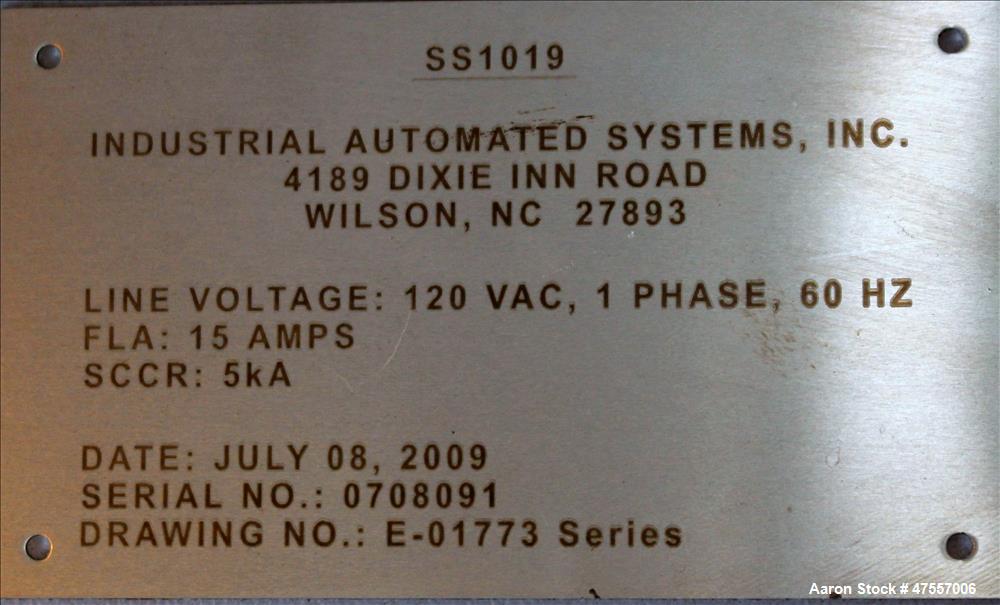 SS1019
INDUSTRIAL AUTOMATED SYSTEMS, INC.
4189 DIXIE INN ROAD
WILSON, NC 27893
LINE VOLTAGE: 120 VAC, 1 PHASE, 60 HZ
FLA: 15 AMPS
SCCR: 5kA
DATE: JULY 08, 2009
SERIAL NO.: 0708091
DRAWING NO.: E-01773 Series
Aaron Stock # 47557006